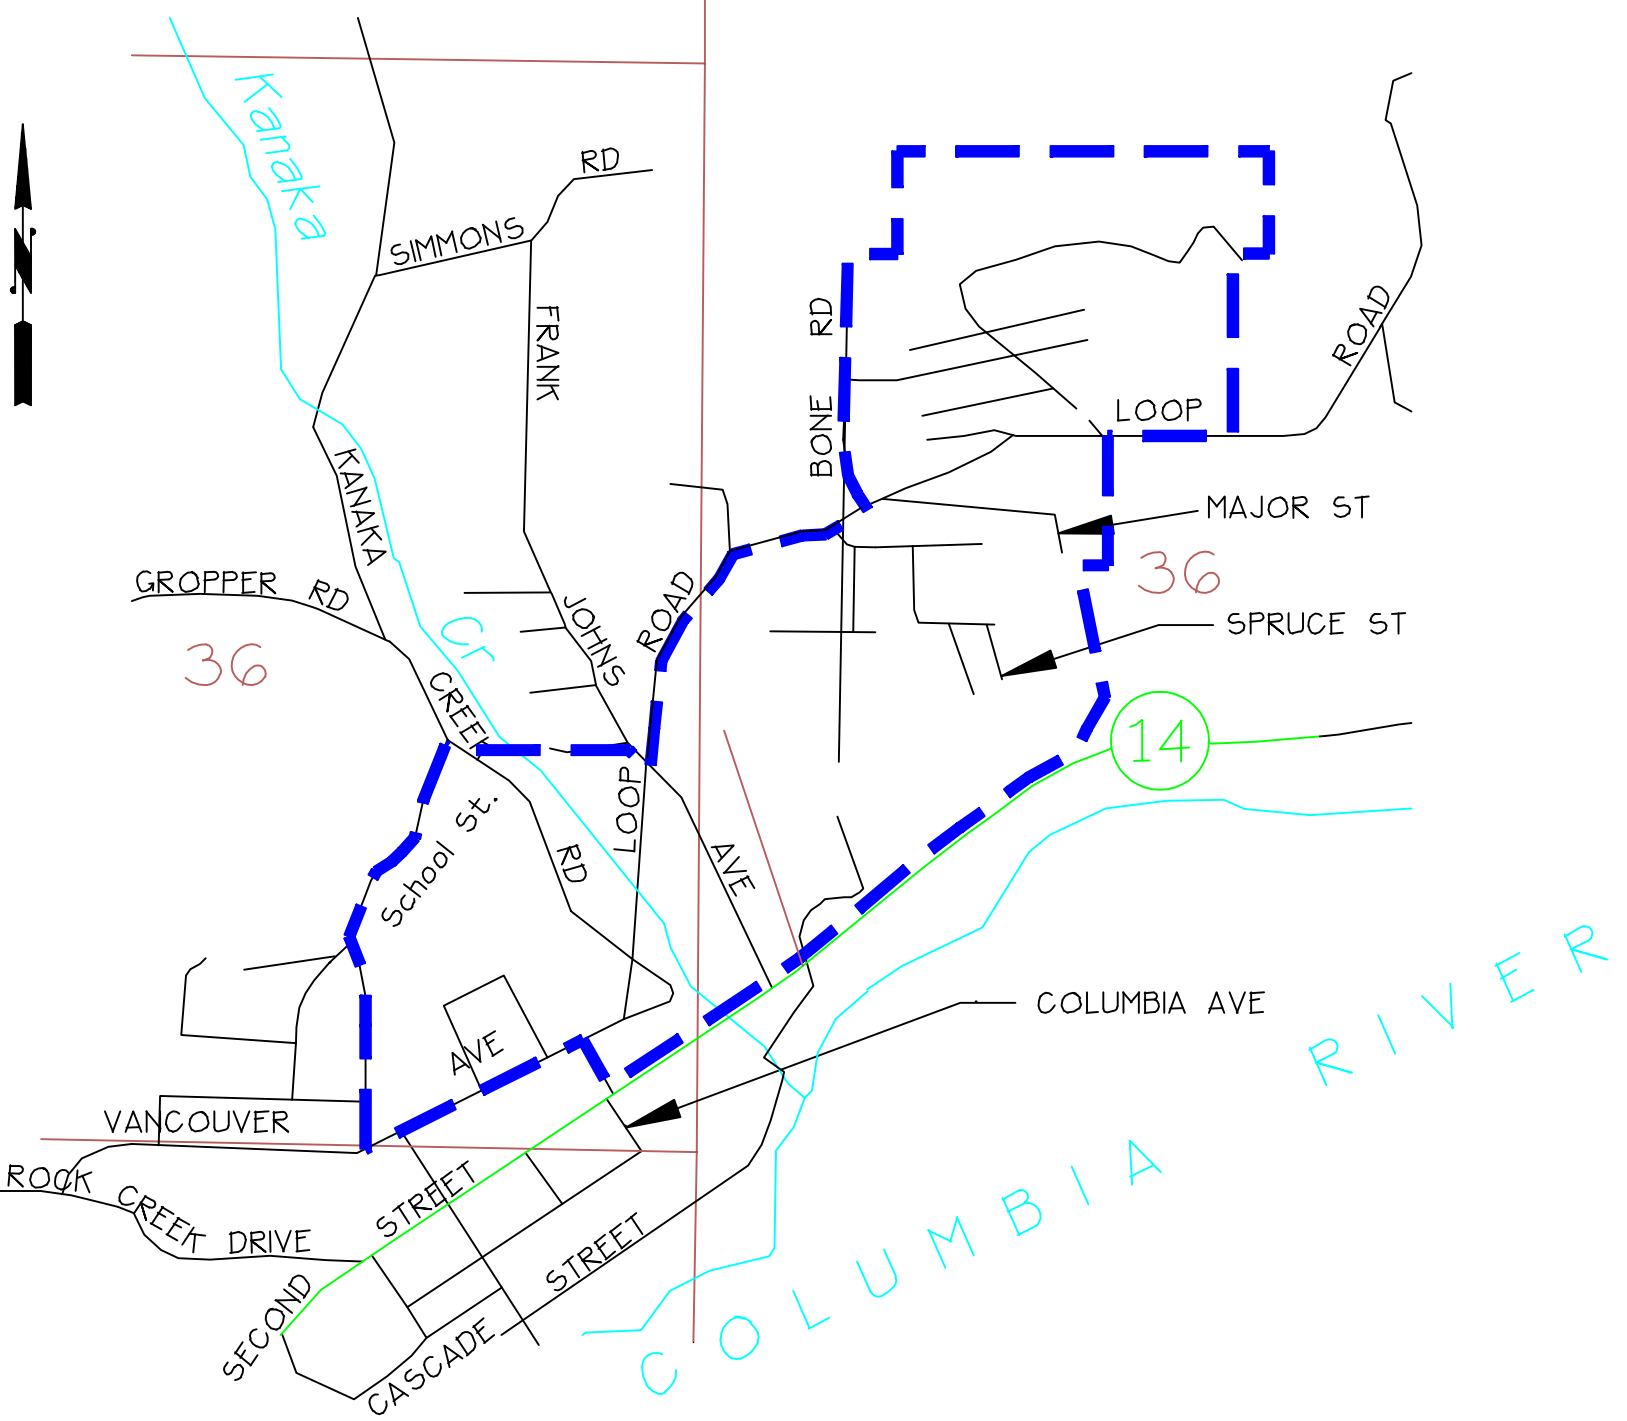 Kanaka
RD
SIMMONS
N
FRANK
RD
BONE
ROAD
LOOP
KANAKA
MAJOR ST
36
GROPPER RD
JOHNS
ROAD
SPRUCE ST
36
Cr
CREEK
14
LOOP
School St.
RD
AVE
RIVER
COLUMBIA AVE
AVE
VANCOUVER
ROCK
CREEK DRIVE
STREET
COLUMBIA
STREET
SECOND
CASCADE